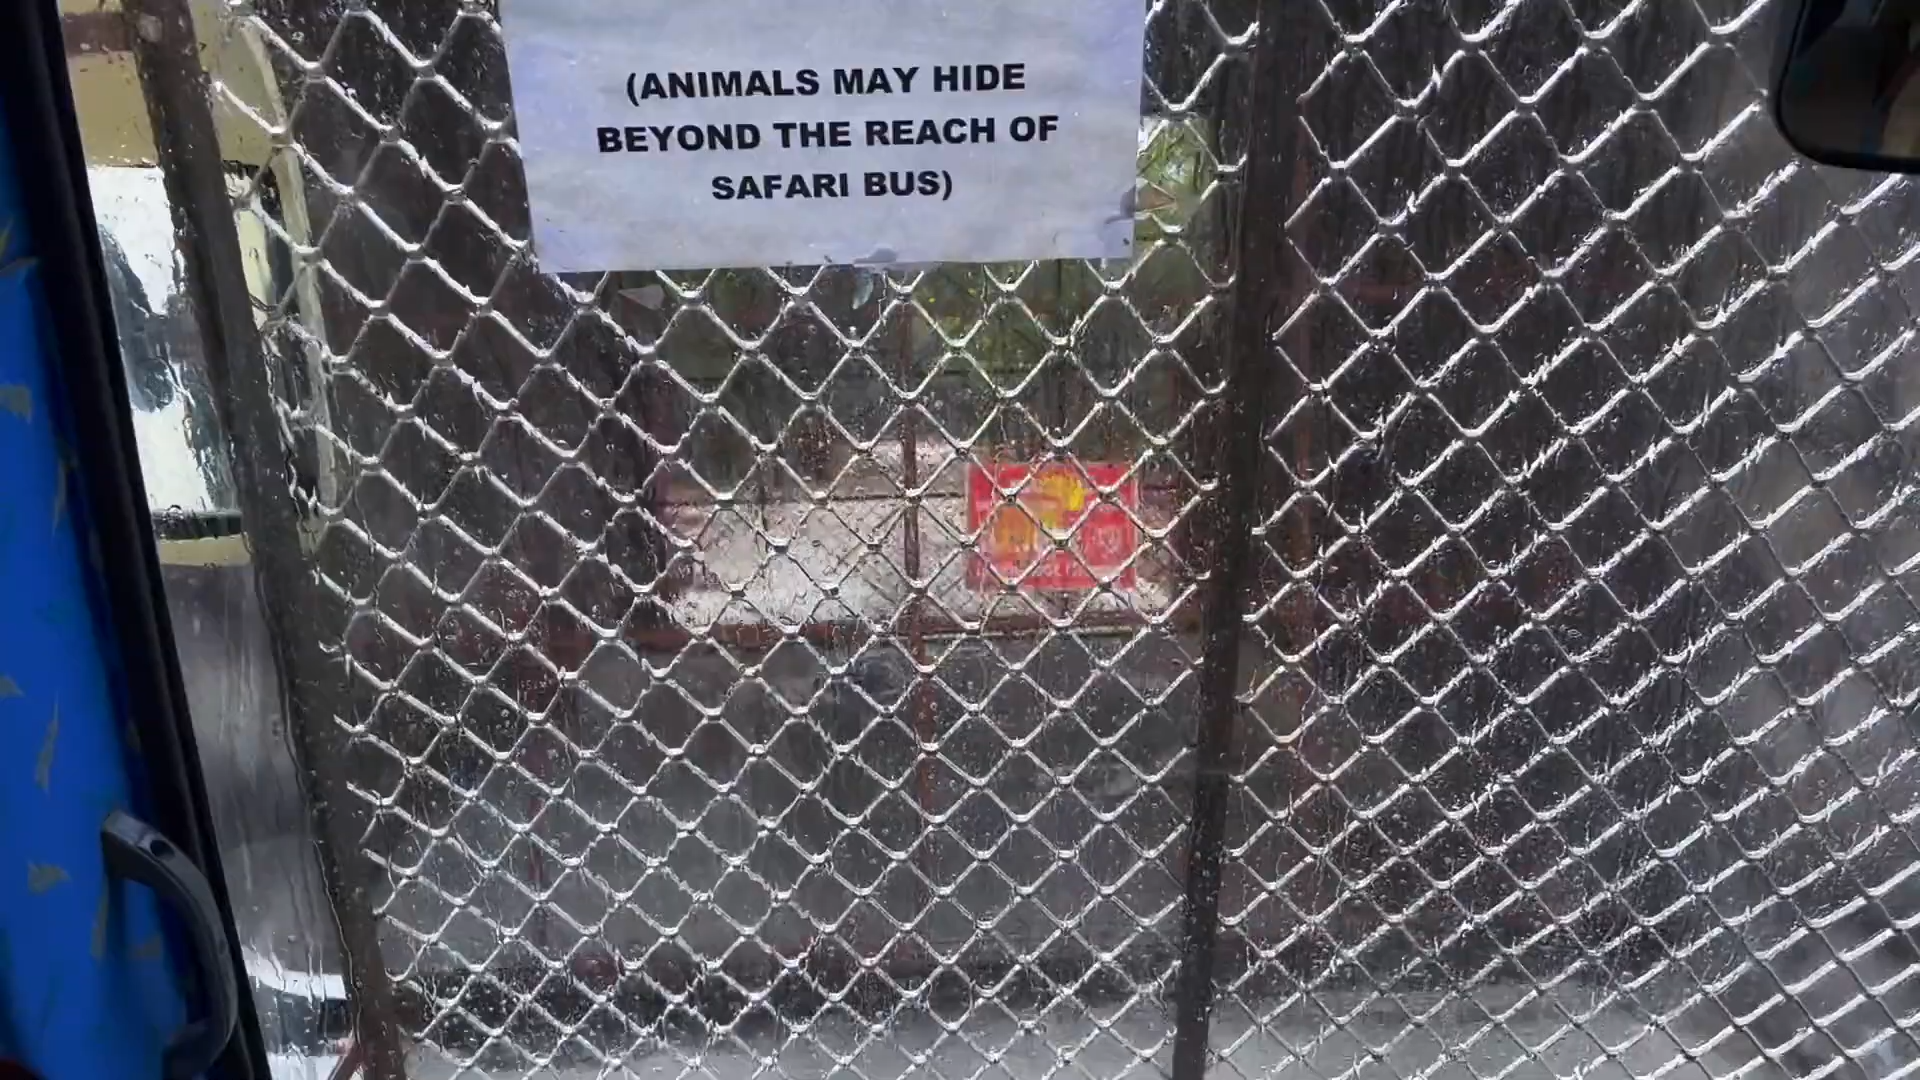 (ANIMALS MAY HIDE
BEYOND THE REACH OF
SAFARI BUS)